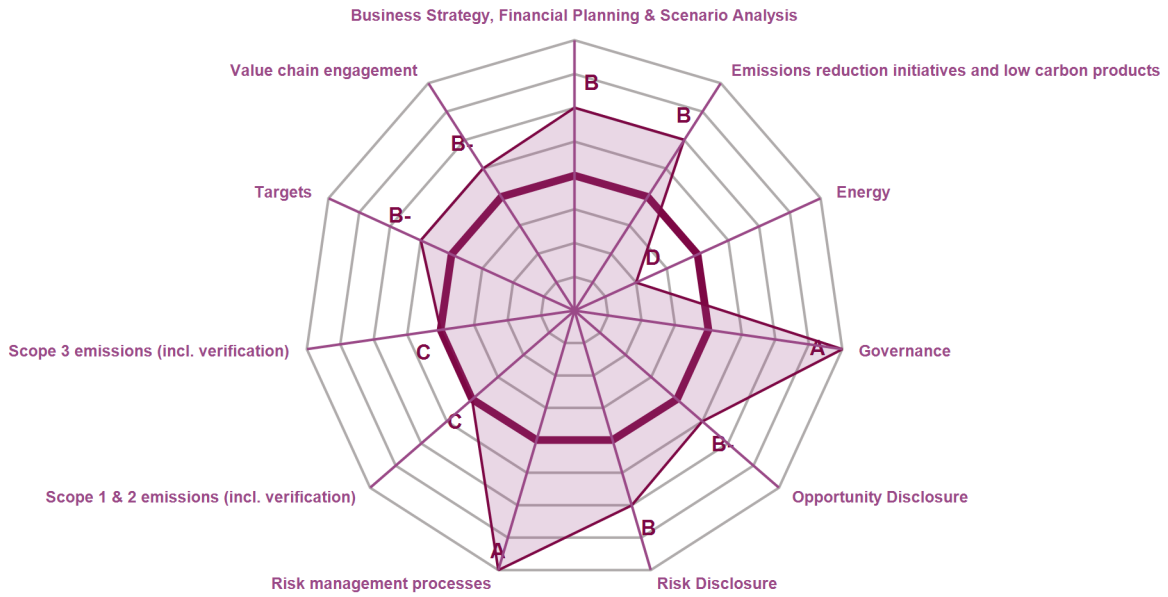 Business Strategy, Financial Planning & Scenario Analysis
Value chain engagement
Emissions reduction initiatives and low carbon products
B
B
B-
Targets
Energy
B-
D
Scope 3 emissions (incl. verification)
C
A
Governance
C
B-
Scope 1 & 2 emissions (incl. verification)
Opportunity Disclosure
B
A
Risk management processes
Risk Disclosure